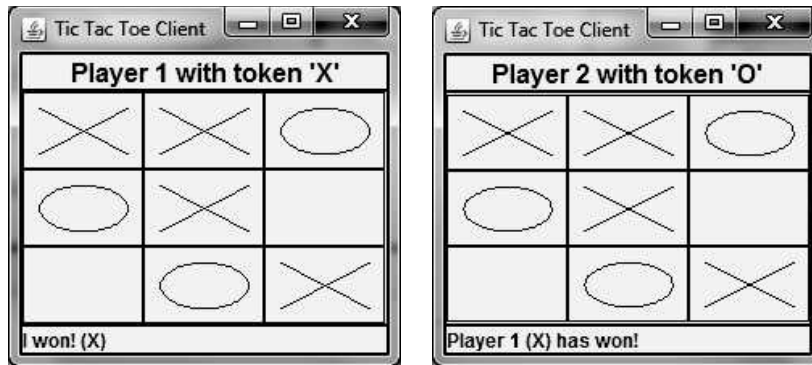 Tic Tac Toe Client
Player 1 with token 'X'
I won! (X)
Tic Tac Toe Client
Player 2 with token 'O'
Player 1 (X) has won!